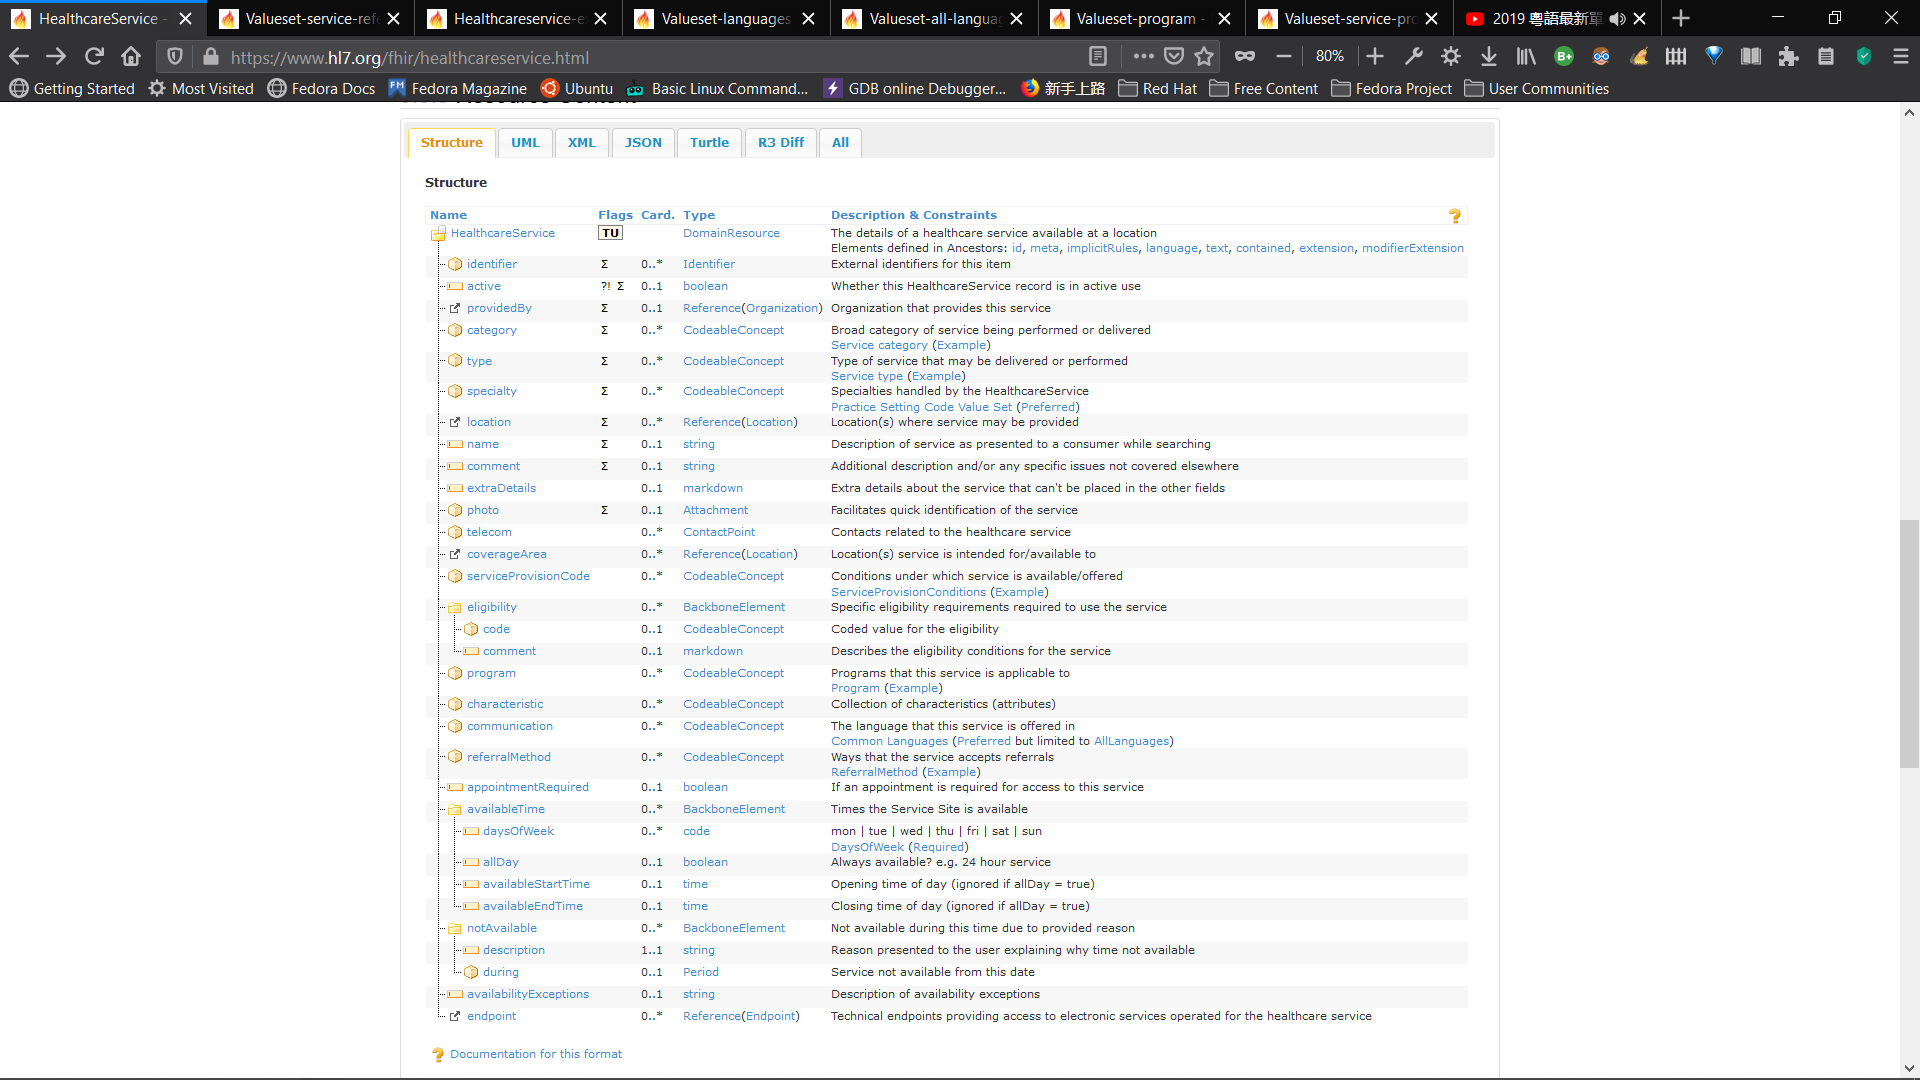 HealthcareService -
Valueset-service-refe
Healthcareservice-ex
Valueset-languages
Valueset-all-languag
Valueset-program -
Valueset-service-pro
2019 粵語最新單
https://www.hl7.org/fhir/healthcareservice.html
80%
Getting Started
Most Visited
Fedora Docs
Fedora Magazine
Ubuntu
Basic Linux Command...
GDB online Debugger...
新手上路
Red Hat
Free Content
Fedora Project
User Communities
Structure UML XML JSON Turtle R3 Diff All
Structure
Name Flags Card. Type Description & Constraints
HealthcareService TU DomainResource The details of a healthcare service available at a location
Elements defined in Ancestors: id, meta, implicitRules, language, text, contained, extension, modifierExtension
identifier Σ 0..* Identifier External identifiers for this item
active ?! Σ 0..1 boolean Whether this HealthcareService record is in active use
providedBy Σ 0..1 Reference(Organization) Organization that provides this service
category Σ 0..* CodeableConcept Broad category of service being performed or delivered
Service category (Example)
type Σ 0..* CodeableConcept Type of service that may be delivered or performed
Service type (Example)
specialty Σ 0..* CodeableConcept Specialties handled by the HealthcareService
Practice Setting Code Value Set (Preferred)
location Σ 0..* Reference(Location) Location(s) where service may be provided
name Σ 0..1 string Description of service as presented to a consumer while searching
comment Σ 0..1 string Additional description and/or any specific issues not covered elsewhere
extraDetails 0..1 markdown Extra details about the service that can't be placed in the other fields
photo Σ 0..1 Attachment Facilitates quick identification of the service
telecom 0..* ContactPoint Contacts related to the healthcare service
coverageArea 0..* Reference(Location) Location(s) service is intended for/available to
serviceProvisionCode 0..* CodeableConcept Conditions under which service is available/offered
ServiceProvisionConditions (Example)
eligibility 0..* BackboneElement Specific eligibility requirements required to use the service
code 0..1 CodeableConcept Coded value for the eligibility
comment 0..1 markdown Describes the eligibility conditions for the service
program 0..* CodeableConcept Programs that this service is applicable to
Program (Example)
characteristic 0..* CodeableConcept Collection of characteristics (attributes)
communication 0..* CodeableConcept The language that this service is offered in
Common Languages (Preferred but limited to AllLanguages)
referralMethod 0..* CodeableConcept Ways that the service accepts referrals
ReferralMethod (Example)
appointmentRequired 0..1 boolean If an appointment is required for access to this service
availableTime 0..* BackboneElement Times the Service Site is available
daysOfWeek 0..* code mon | tue | wed | thu | fri | sat | sun
DaysOfWeek (Required)
allDay 0..1 boolean Always available? e.g. 24 hour service
availableStartTime 0..1 time Opening time of day (ignored if allDay = true)
availableEndTime 0..1 time Closing time of day (ignored if allDay = true)
notAvailable 0..* BackboneElement Not available during this time due to provided reason
description 1..1 string Reason presented to the user explaining why time not available
during 0..1 Period Service not available from this date
availabilityExceptions 0..1 string Description of availability exceptions
endpoint 0..* Reference(Endpoint) Technical endpoints providing access to electronic services operated for the healthcare service
Documentation for this format